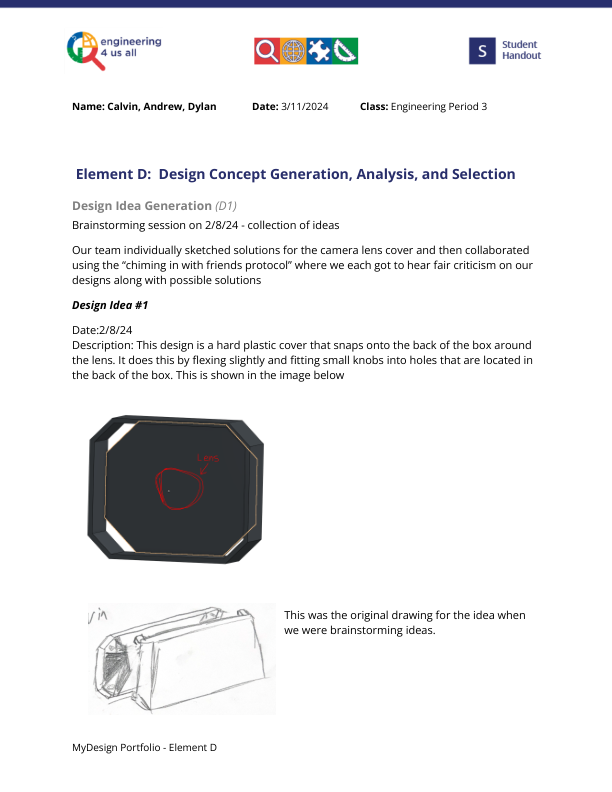 engineering
4 us all
S
Student
Handout
Name: Calvin, Andrew, Dylan Date: 3/11/2024 Class: Engineering Period 3
Element D: Design Concept Generation, Analysis, and Selection
Design Idea Generation (D1)
Brainstorming session on 2/8/24 - collection of ideas
Our team individually sketched solutions for the camera lens cover and then collaborated
using the “chiming in with friends protocol” where we each got to hear fair criticism on our
designs along with possible solutions
Design Idea #1
Date:2/8/24
Description: This design is a hard plastic cover that snaps onto the back of the box around
the lens. It does this by flexing slightly and fitting small knobs into holes that are located in
the back of the box. This is shown in the image below
Lens
This was the original drawing for the idea when
we were brainstorming ideas.
MyDesign Portfolio - Element D